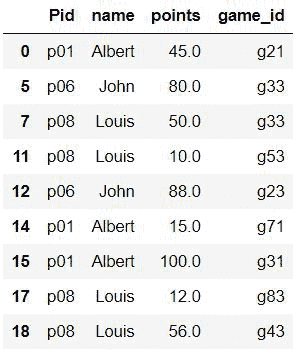 Pid name points game_id
0 p01 Albert 45.0 g21
5 p06 John 80.0 g33
7 p08 Louis 50.0 g33
11 p08 Louis 10.0 g53
12 p06 John 88.0 g23
14 p01 Albert 15.0 g71
15 p01 Albert 100.0 g31
17 p08 Louis 12.0 g83
18 p08 Louis 56.0 g43